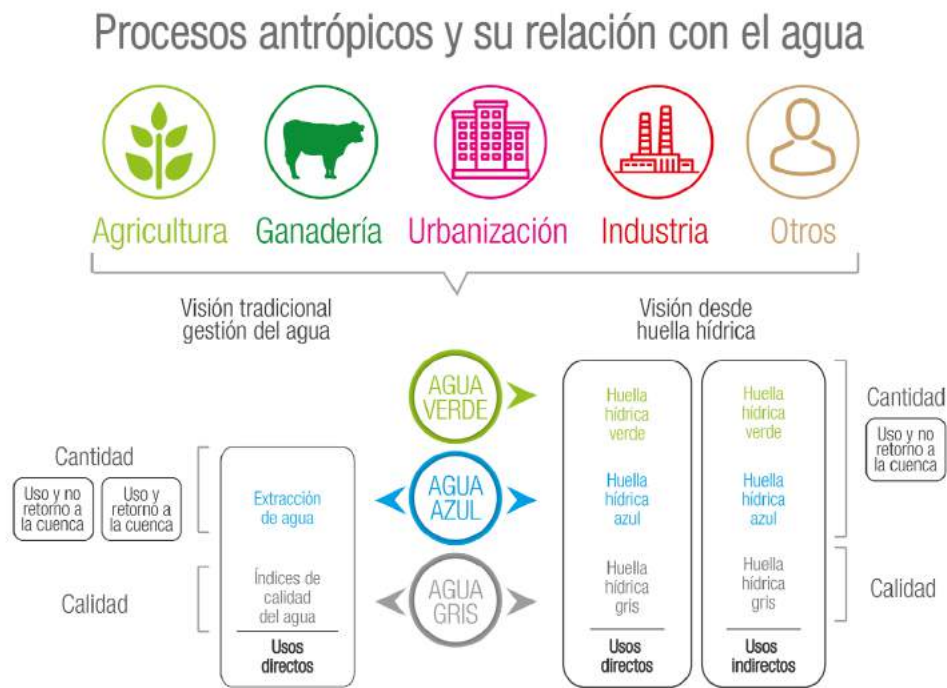 Procesos antrópicos y su relación con el agua
Agricultura
Ganadería
Urbanización
Industria
Otros
Visión tradicional
gestión del agua
Visión desde
huella hídrica
Cantidad
Uso y no
retorno a
la cuenca
Uso y
retorno a
la cuenca
Calidad
Extracción
de agua
Índices de
calidad
del agua
Usos
directos
AGUA
VERDE
AGUA
AZUL
AGUA
GRIS
Huella
hídrica
verde
Huella
hídrica
azul
Huella
hídrica
gris
Usos
directos
Huella
hídrica
verde
Huella
hídrica
azul
Huella
hídrica
gris
Usos
indirectos
Cantidad
Uso y no
retorno a
la cuenca
Calidad